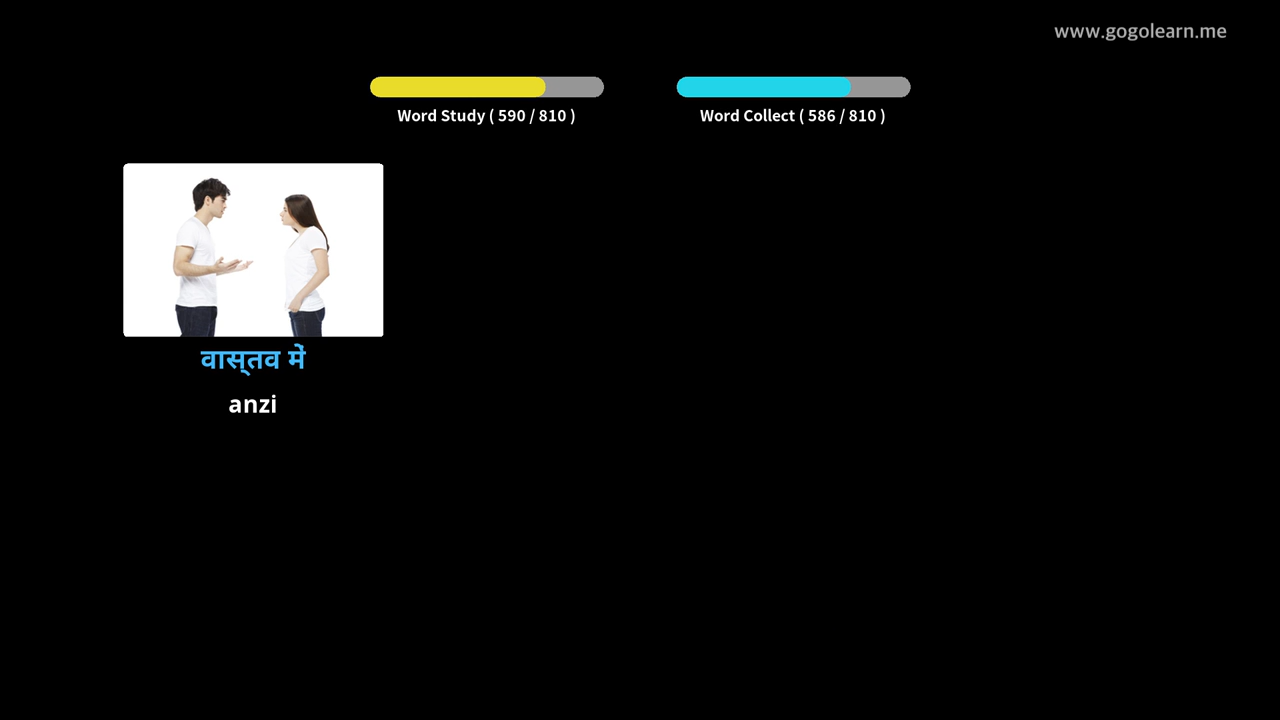 www.gogolearn.me
Word Study ( 590 / 810 )
Word Collect ( 586 / 810 )
वास्तव में
anzi